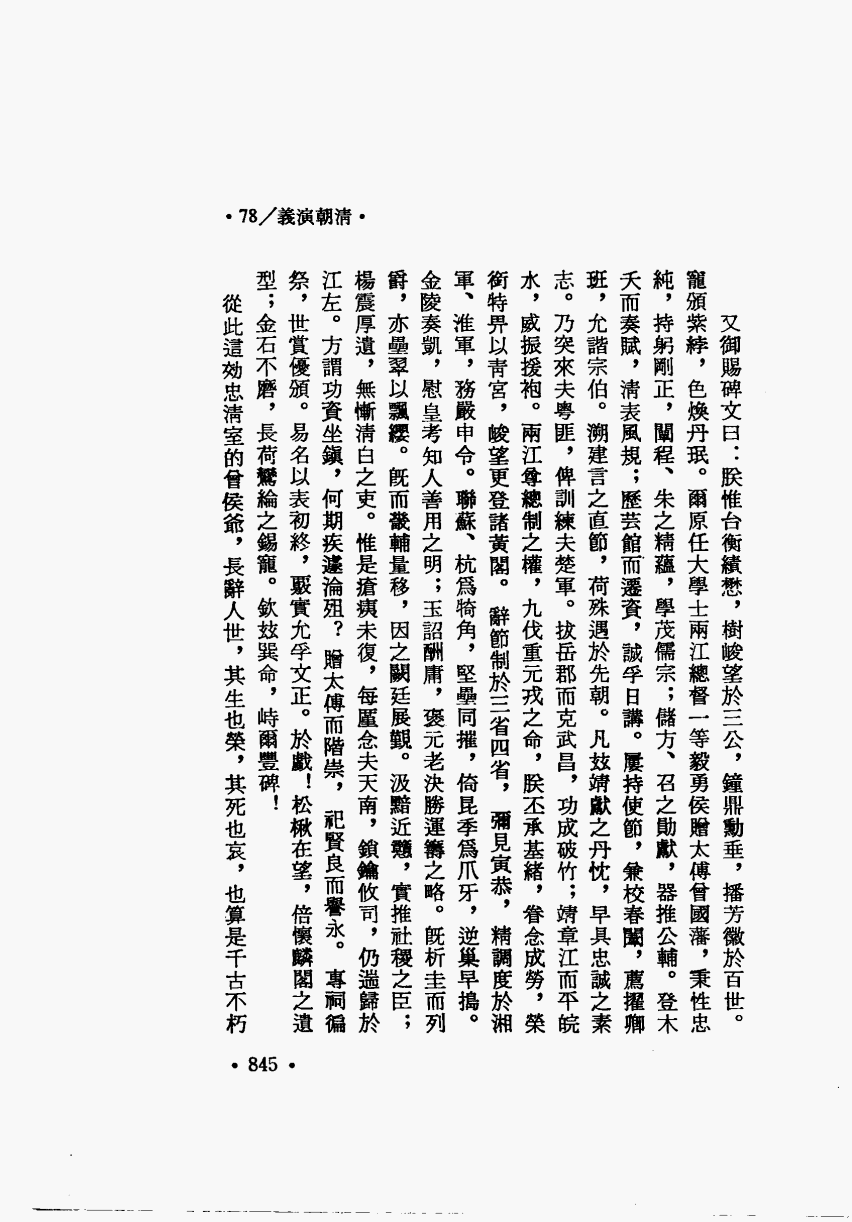 •78／義演朝清•
又御賜碑文曰：朕惟台衡績懋，樹峻望於三公，鐘鼎勳垂，播芳徽於百世。
寵頒紫綍，色煥丹珉。爾原任大學士兩江總督一等毅勇侯贈太傅曾國藩，秉性忠
純，持躬剛正，闡程、朱之精蘊，學茂儒宗；儲方、召之勛猷，器推公輔。登木
天而奏賦，清表風規；歷芸館而遷資，誠孚日講。屢持使節，兼校春闈，薦擢卿
班，允諧宗伯。溯建言之直節，荷殊遇於先朝。凡玆靖獻之丹忱，早具忠誠之素
志。乃突來夫粵匪，俾訓練夫楚軍。拔岳郡而克武昌，功成破竹；靖章江而平皖
水，威振援袍。兩江㑹總制之權，九伐重元戎之命，朕丕承基緒，眷念成勞，榮
銜特畀以青宮，峻望更登諸黃閣。辭節制於三省四省，彌見寅恭，精調度於湘
軍、淮軍，務嚴申令。聯蘇、杭爲犄角，堅壘同摧，倚昆季爲爪牙，逆巢早搗。
金陵奏凱，慰皇考知人善用之明；玉詔酬庸，褒元老決勝運籌之略。旣析圭而列
爵，亦壘翠以飄纓。旣而畿輔量移，因之闕廷展覲。汲黯近戇，實推社稷之臣；
楊震厚遺，無慚清白之吏。惟是瘡痍未復，每厪念夫天南，鎖鑰攸司，仍遄歸於
江左。方謂功資坐鎭，何期疾遽淪殂？贈太傅而階崇，祀賢良而譽永。專祠徧
祭，世賞優頒。易名以表初終，覈實允孚文正。於戲！松楸在望，倍懷麟閣之遺
型；金石不磨，長荷鸞綸之錫寵。欽玆巽命，峙爾豐碑！
從此這効忠淸室的曾侯爺，長辭人世，其生也榮，其死也哀，也算是千古不朽
•845•